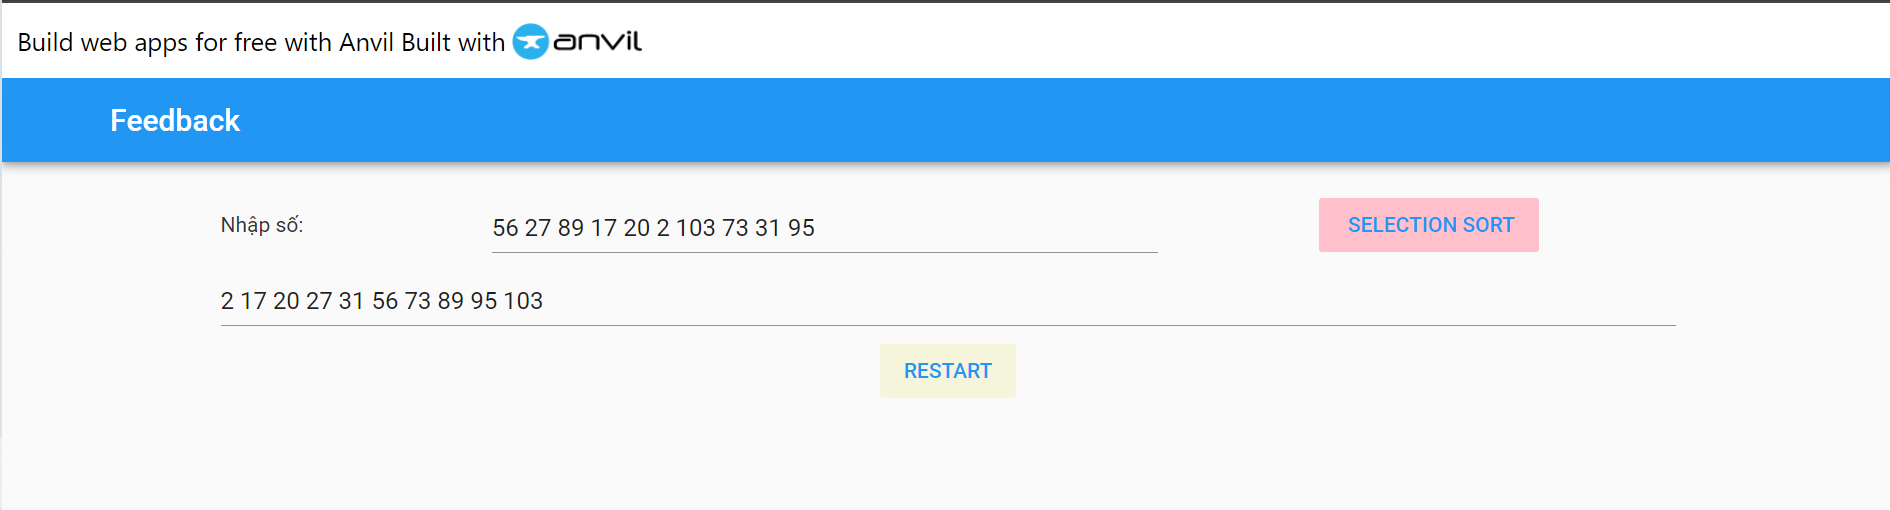 Build web apps for free with Anvil Built with anvil
Feedback
Nhập số: 56 27 89 17 20 2 103 73 31 95 SELECTION SORT
2 17 20 27 31 56 73 89 95 103
RESTART